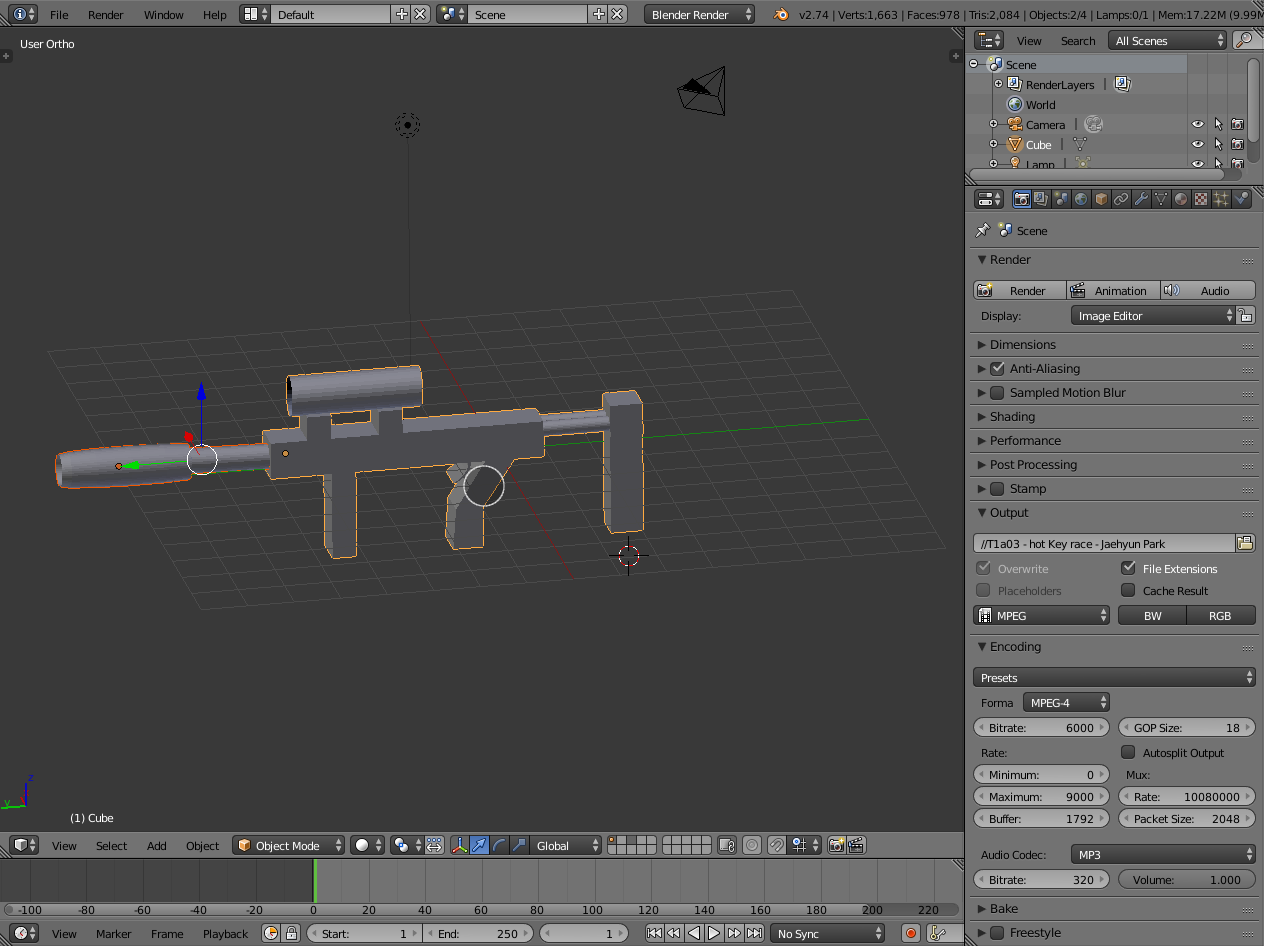 File Render Window Help Default Scene Blender Render v2.74 | Verts:1,663 | Faces:978 | Tris:2,084 | Objects:2/4 | Lamps:0/1 | Mem:17.22M (9.99M
User Ortho
View Search All Scenes
Scene
RenderLayers
World
Camera
Cube
Lamp
Scene
Render
Render Animation Audio
Display: Image Editor
Dimensions
Anti-Aliasing
Sampled Motion Blur
Shading
Performance
Post Processing
Stamp
Output
//T1a03 - hot Key race - Jaehyun Park
Overwrite File Extensions
Placeholders Cache Result
MPEG BW RGB
Encoding
Presets
Forma MPEG-4
Bitrate: 6000 GOP Size: 18
Rate: Autosplit Output
Minimum: 0 Mux:
Maximum: 9000 Rate: 10080000
Buffer: 1792 Packet Size: 2048
Audio Codec: MP3
Bitrate: 320 Volume: 1.000
Bake
Freestyle
z
y
(1) Cube
View Select Add Object Object Mode Global
-100 -80 -60 -40 -20 0 20 40 60 80 100 120 140 160 180 200 220
View Marker Frame Playback Start: 1 End: 250 1 No Sync